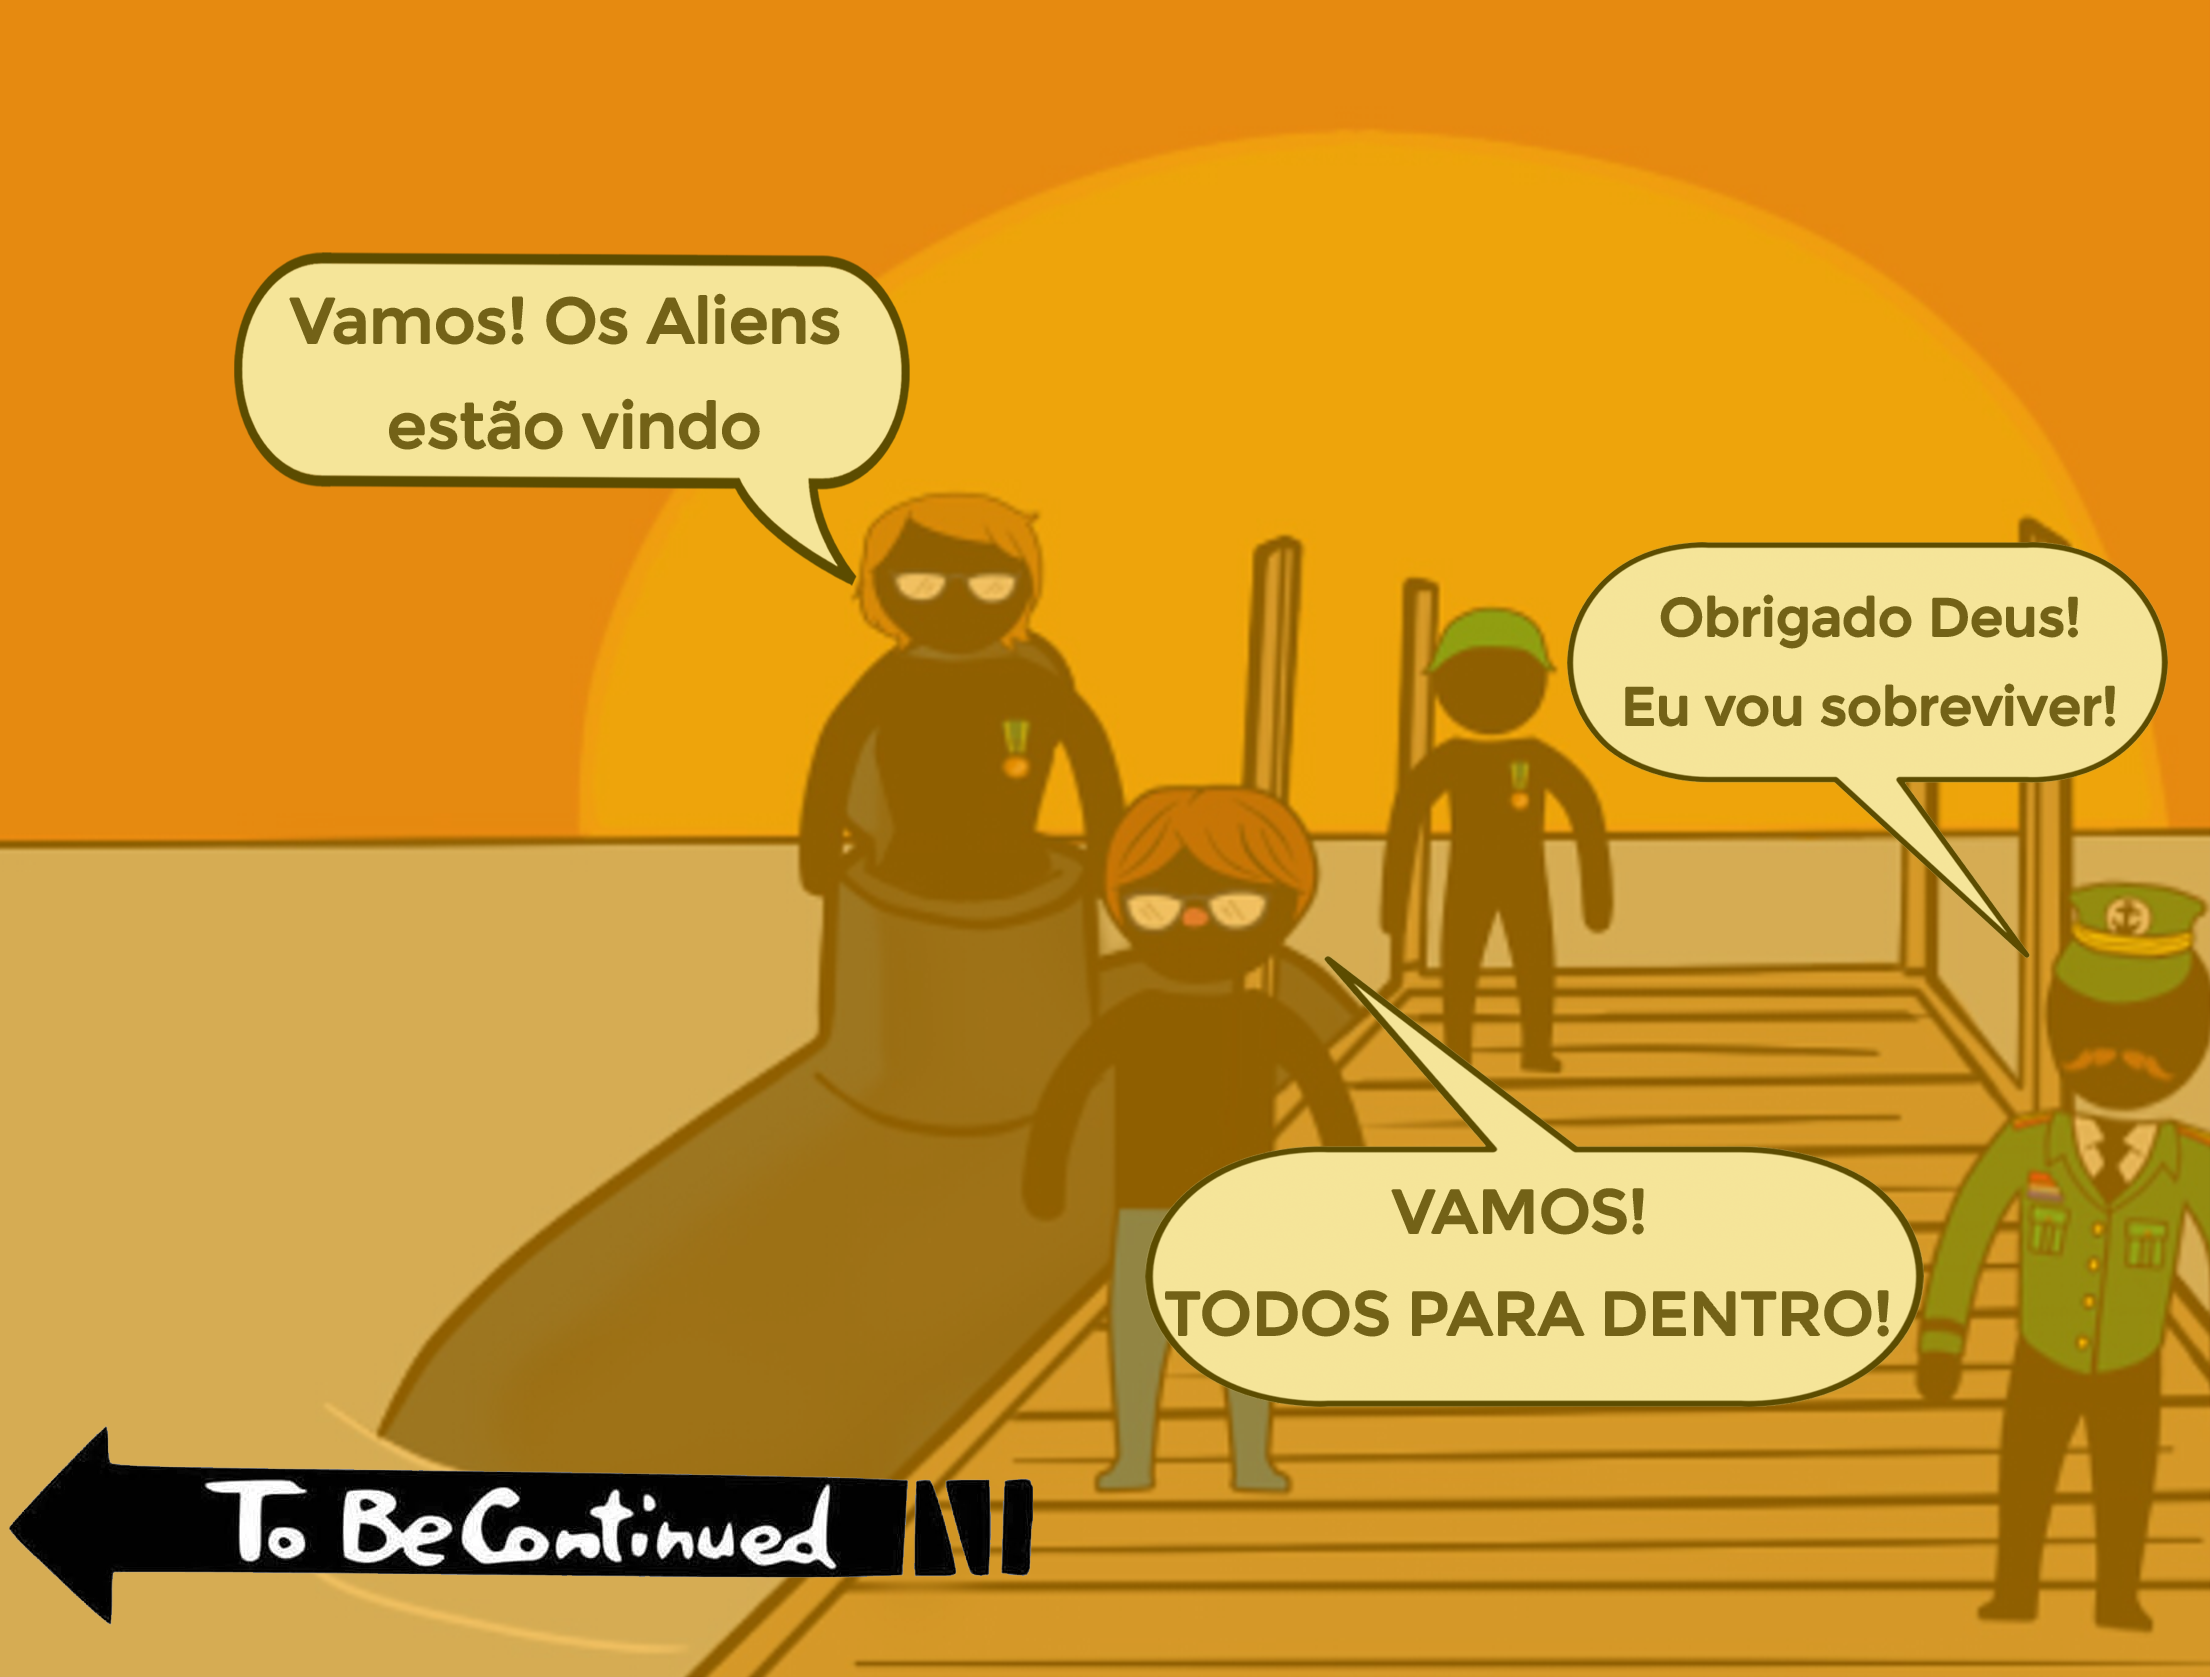 Vamos! Os Aliens
estão vindo
Obrigado Deus!
Eu vou sobreviver!
VAMOS!
TODOS PARA DENTRO!
To Be Continued